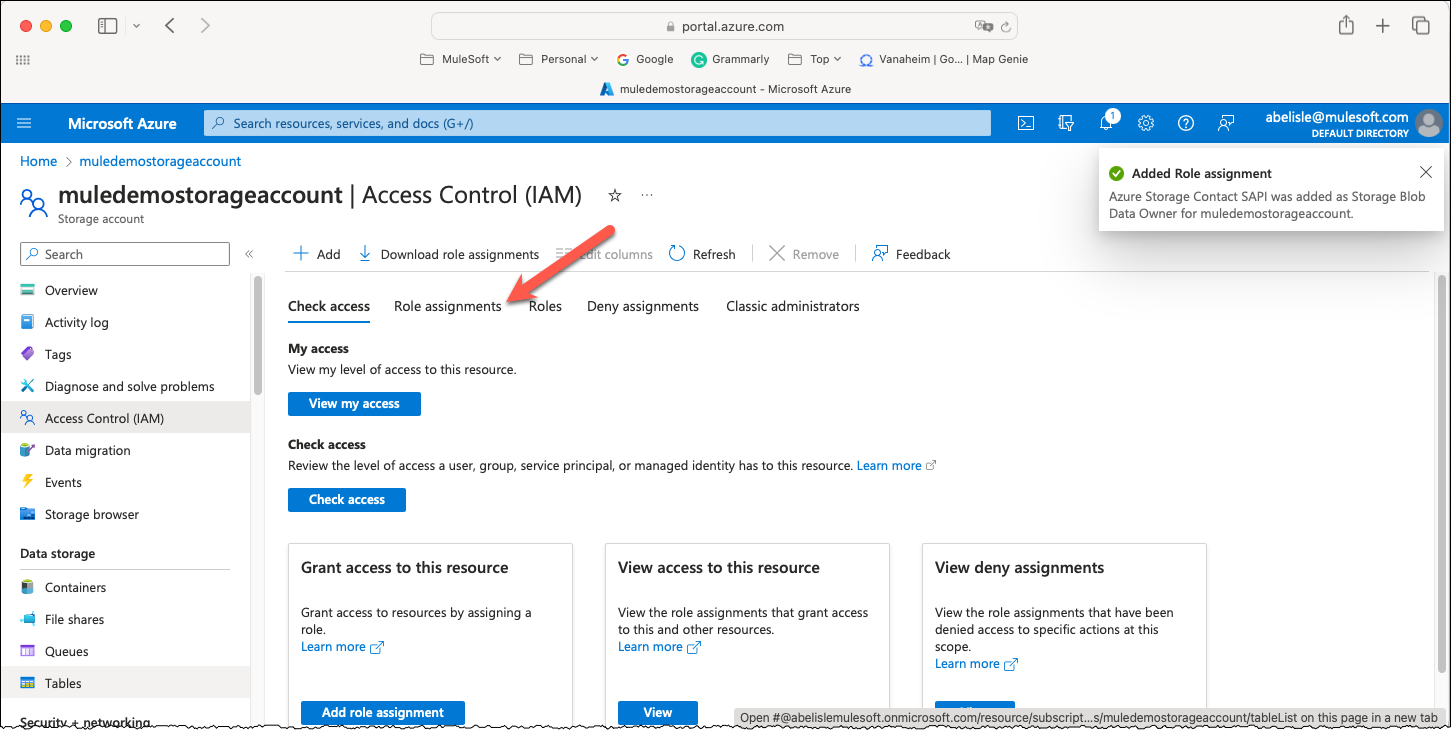 portal.azure.com
MuleSoft
Personal
Google
Grammarly
Top
Vanaheim | Go... | Map Genie
muledemostorageaccount - Microsoft Azure
Microsoft Azure
Search resources, services, and docs (G+/)
1
abelisle@mulesoft.com
DEFAULT DIRECTORY
Home > muledemostorageaccount
muledemostorageaccount | Access Control (IAM)
Storage account
Added Role assignment
Azure Storage Contact SAPI was added as Storage Blob
Data Owner for muledemostorageaccount.
Search
Add
Download role assignments
Edit columns
Refresh
Remove
Feedback
Overview
Activity log
Tags
Diagnose and solve problems
Access Control (IAM)
Data migration
Events
Storage browser
Data storage
Containers
File shares
Queues
Tables
Security + networking
Check access
Role assignments
Roles
Deny assignments
Classic administrators
My access
View my level of access to this resource.
View my access
Check access
Review the level of access a user, group, service principal, or managed identity has to this resource. Learn more
Check access
Grant access to this resource
Grant access to resources by assigning a
role.
Learn more
Add role assignment
View access to this resource
View the role assignments that grant access
to this and other resources.
Learn more
View
View deny assignments
View the role assignments that have been
denied access to specific actions at this
scope.
Learn more
Open #@abelislemulesoft.onmicrosoft.com/resource/subscript...s/muledemostorageaccount/tableList on this page in a new tab